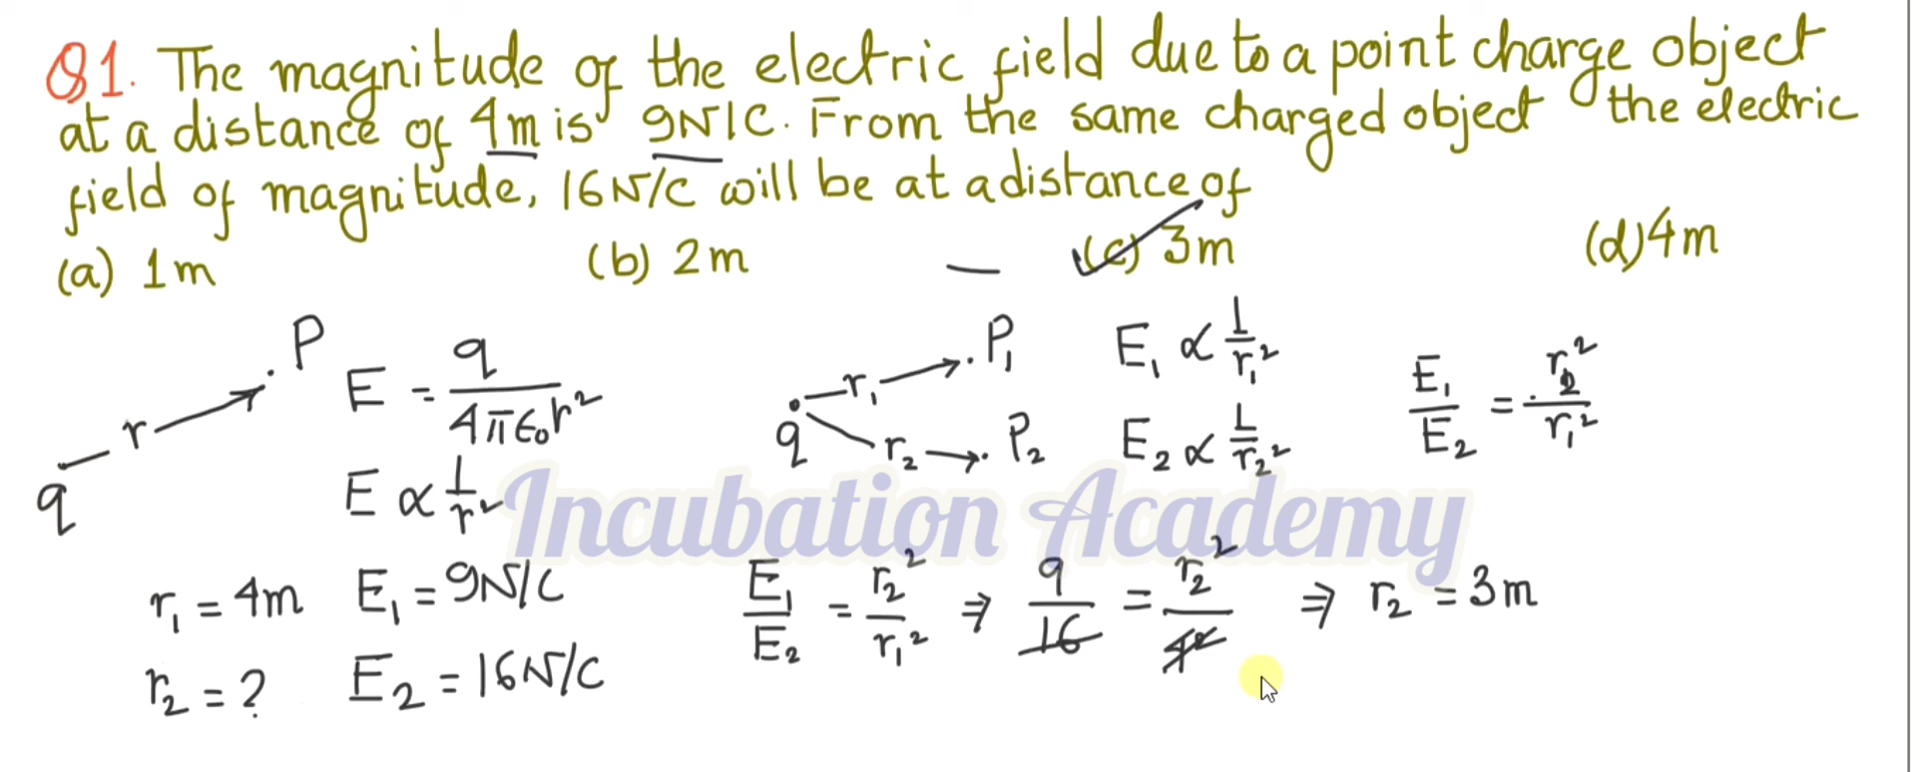 Q1. The magnitude of the electric field due to a point charge object
at a distance of 4m is 9N/C. From the same charged object the electric
field of magnitude, 16N/C will be at a distance of
(a) 1m (b) 2m (c) 3m (d) 4m
P
r
q
E = q/4πε₀r²
E ∝ 1/r²
r₁ P₁
q
r₂ P₂
E₁ ∝ 1/r₁²
E₂ ∝ 1/r₂²
E₁/E₂ = r₂²/r₁²
Incubation Academy
r₁ = 4m E₁ = 9N/C
r₂ = ? E₂ = 16N/C
E₁/E₂ = r₂²/r₁² ⇒ 9/16 = r₂²/4² ⇒ r₂ = 3m